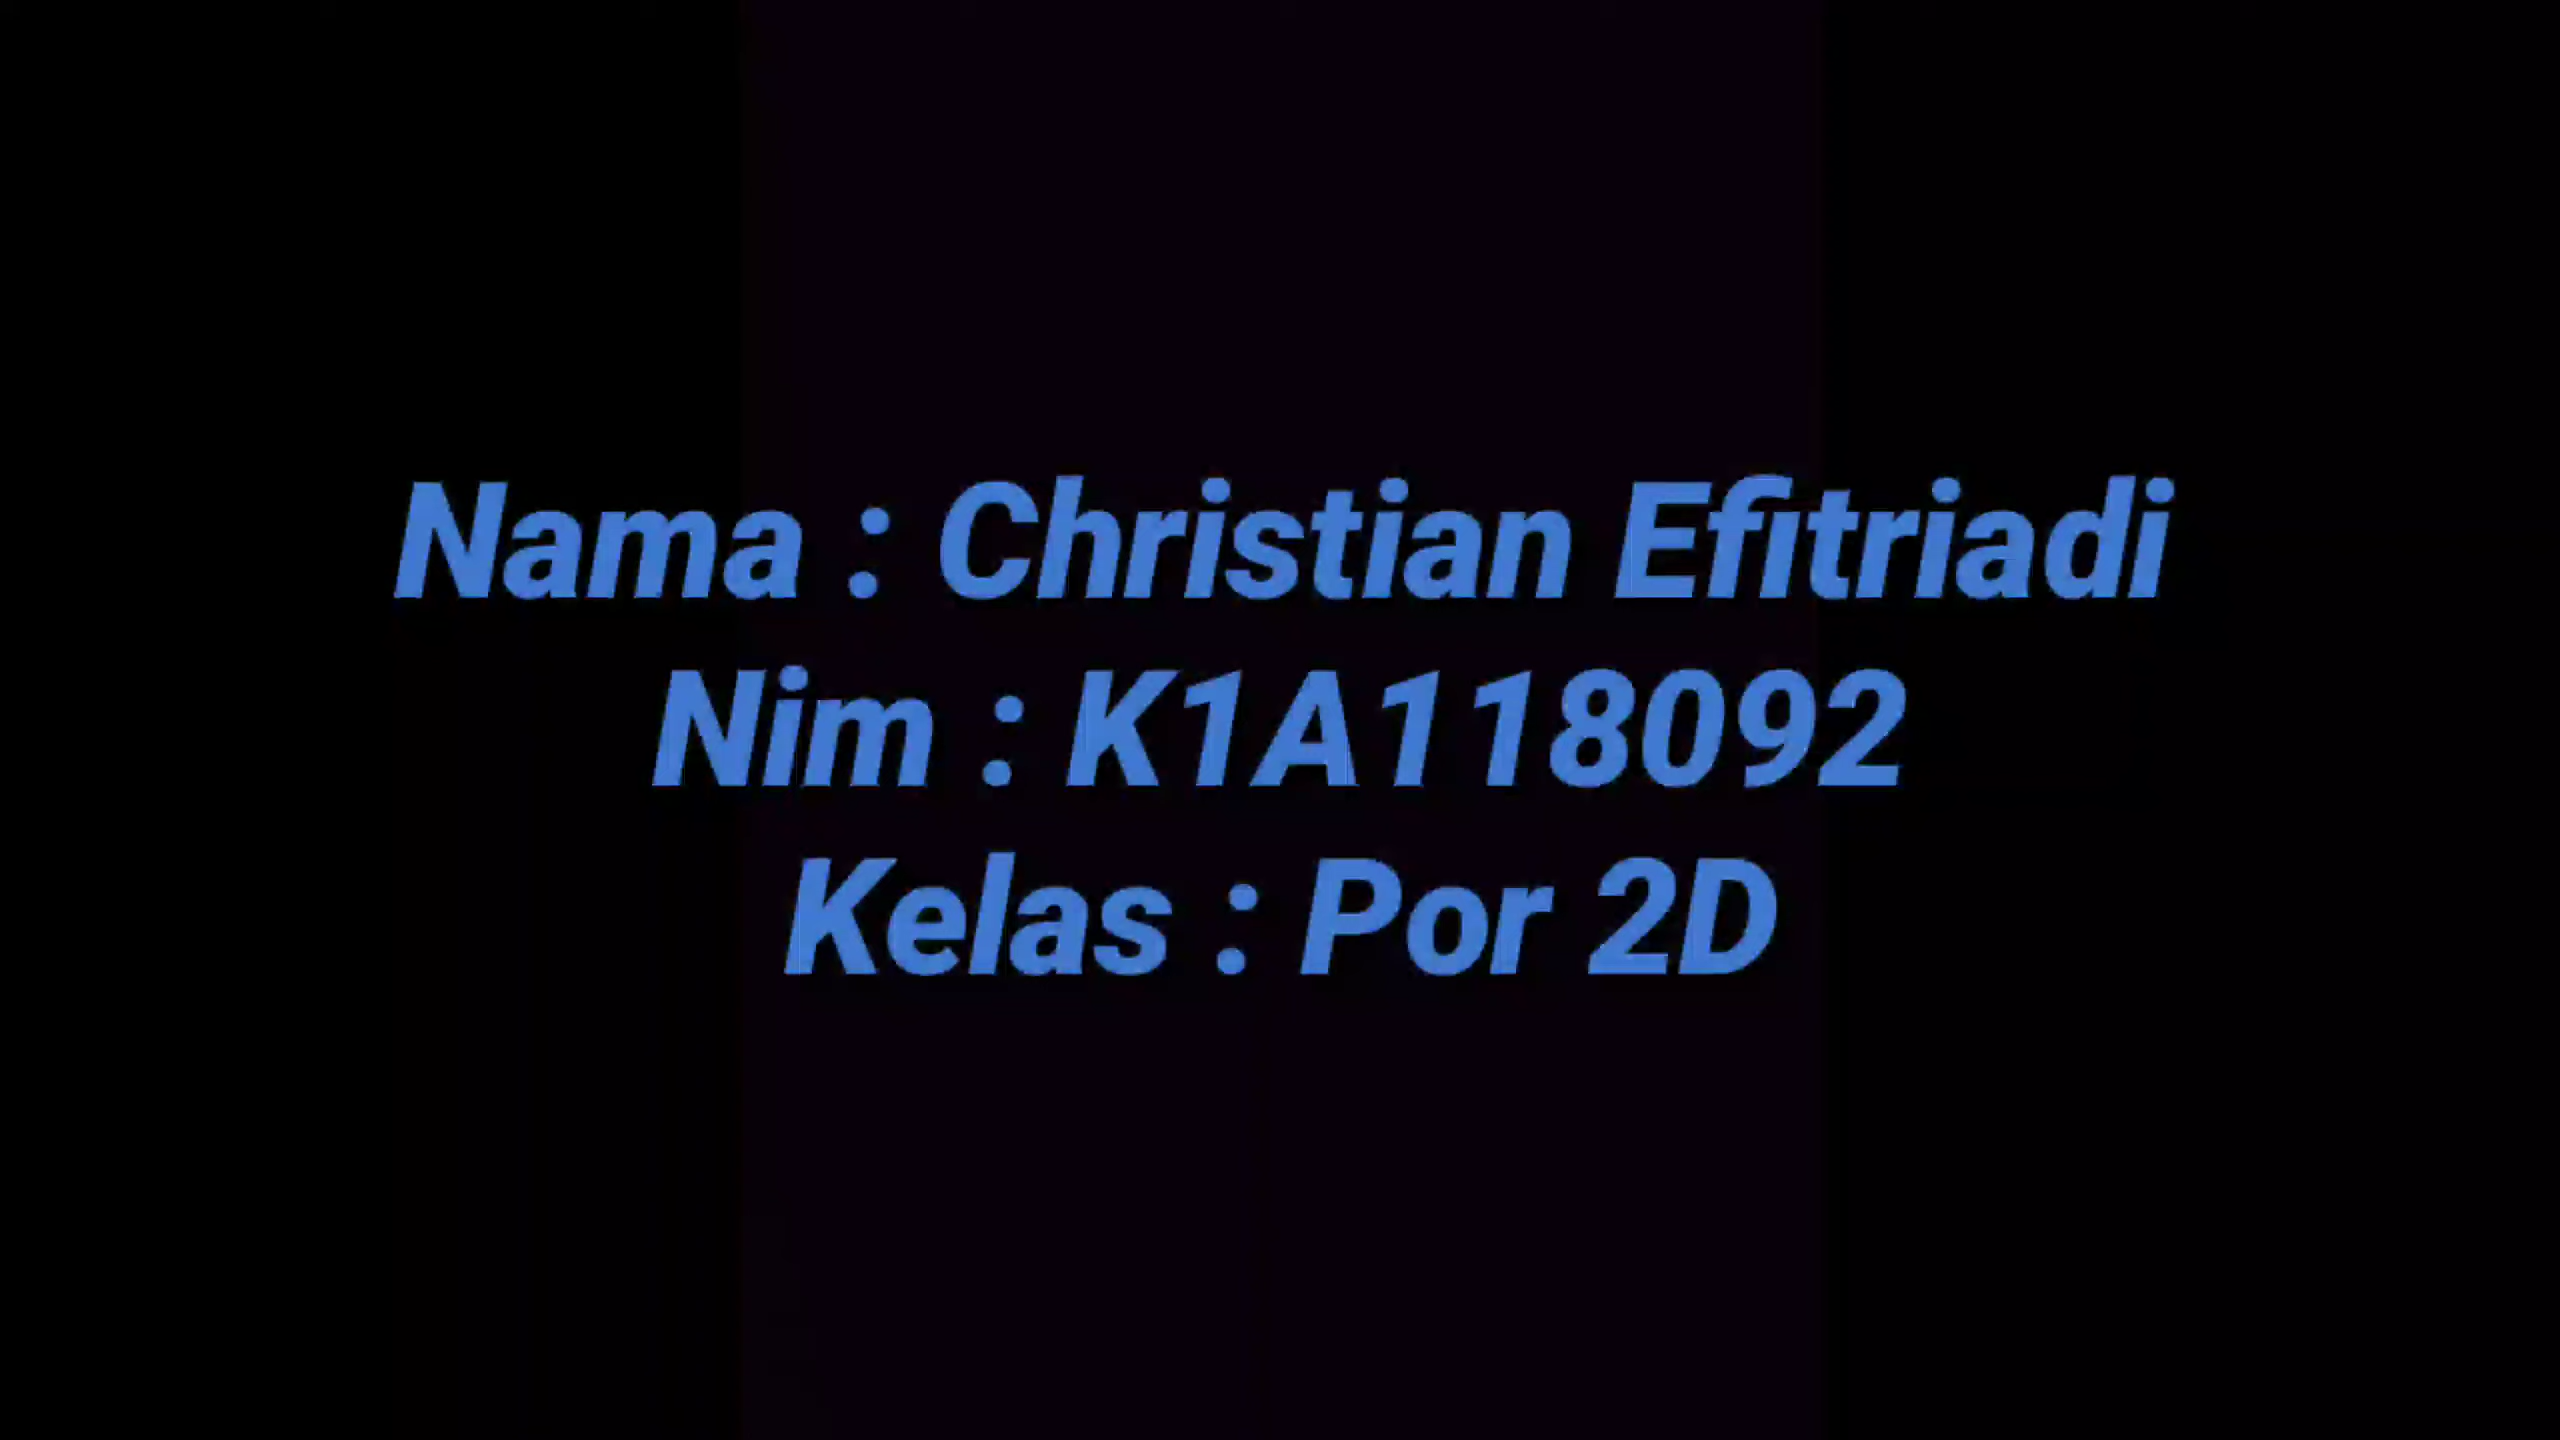 Nama : Christian Efitriadi
Nim : K1A118092
Kelas : Por 2D